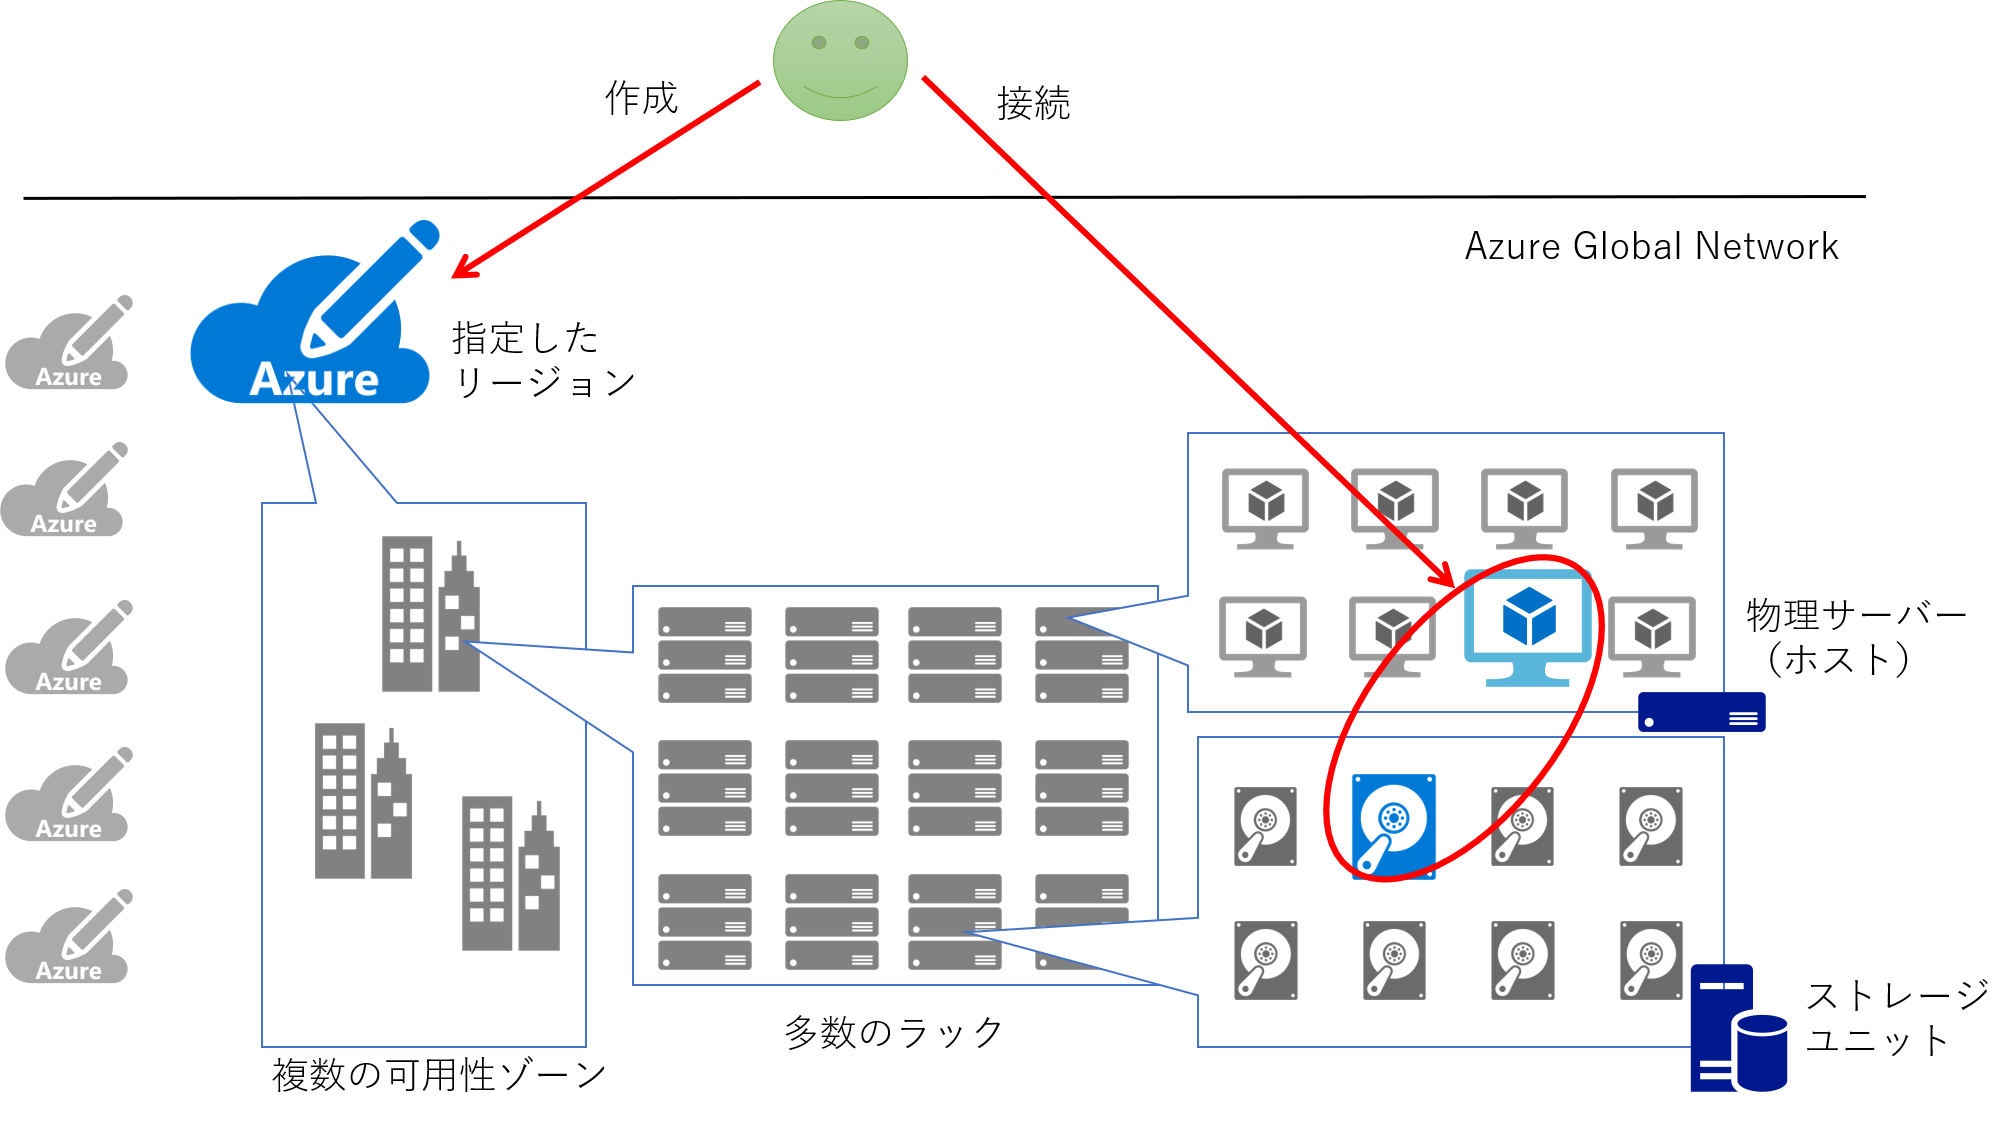 作成
接続
Azure Global Network
Azure
指定した
リージョン
Azure
Azure
Azure
Azure
Azure
物理サーバー
（ホスト）
ストレージ
ユニット
多数のラック
複数の可用性ゾーン